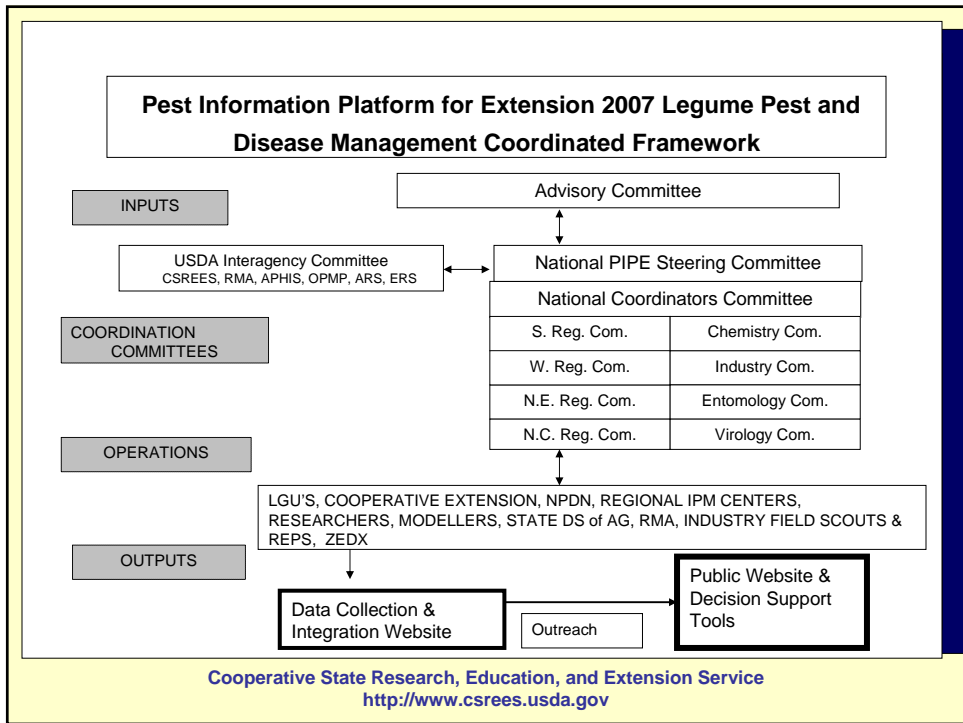 Pest Information Platform for Extension 2007 Legume Pest and
Disease Management Coordinated Framework
INPUTS
Advisory Committee
USDA Interagency Committee
CSREES, RMA, APHIS, OPMP, ARS, ERS
National PIPE Steering Committee
National Coordinators Committee
COORDINATION
COMMITTEES
S. Reg. Com.
Chemistry Com.
W. Reg. Com.
Industry Com.
N.E. Reg. Com.
Entomology Com.
N.C. Reg. Com.
Virology Com.
OPERATIONS
LGU'S, COOPERATIVE EXTENSION, NPDN, REGIONAL IPM CENTERS,
RESEARCHERS, MODELLERS, STATE DS of AG, RMA, INDUSTRY FIELD SCOUTS &
REPS, ZEDX
OUTPUTS
Data Collection &
Integration Website
Outreach
Public Website &
Decision Support
Tools
Cooperative State Research, Education, and Extension Service
http://www.csrees.usda.gov